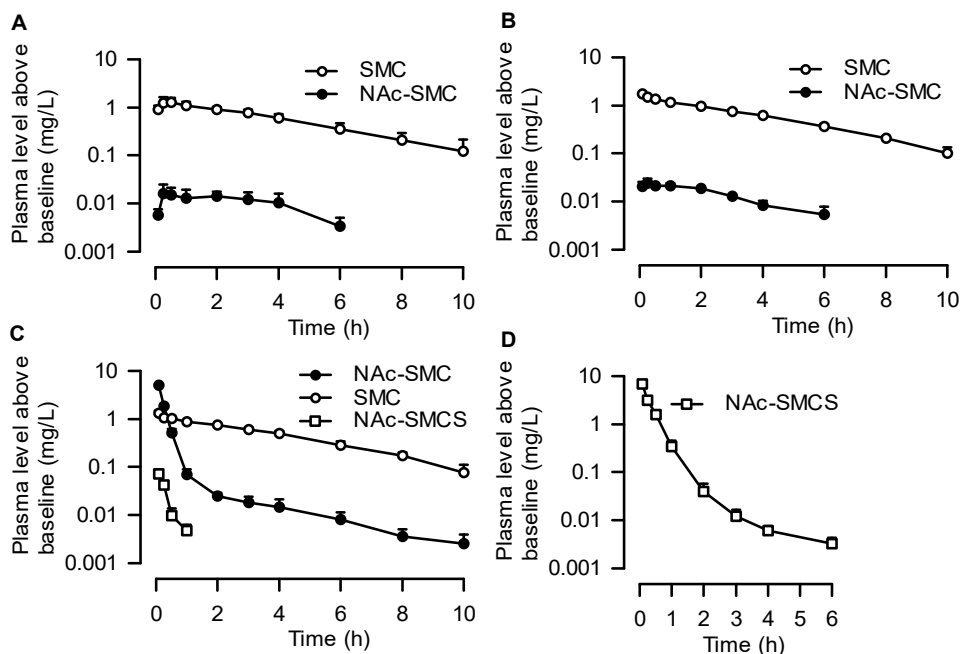 A
Plasma level above
baseline (mg/L)
10
1
0.1
0.01
0.001
SMC
NAc-SMC
0 2 4 6 8 10
Time (h)
B
Plasma level above
baseline (mg/L)
10
1
0.1
0.01
0.001
SMC
NAc-SMC
0 2 4 6 8 10
Time (h)
C
Plasma level above
baseline (mg/L)
10
1
0.1
0.01
0.001
NAc-SMC
SMC
NAc-SMCS
0 2 4 6 8 10
Time (h)
D
Plasma level above
baseline (mg/L)
10
1
0.1
0.01
0.001
NAc-SMCS
0 1 2 3 4 5 6
Time (h)